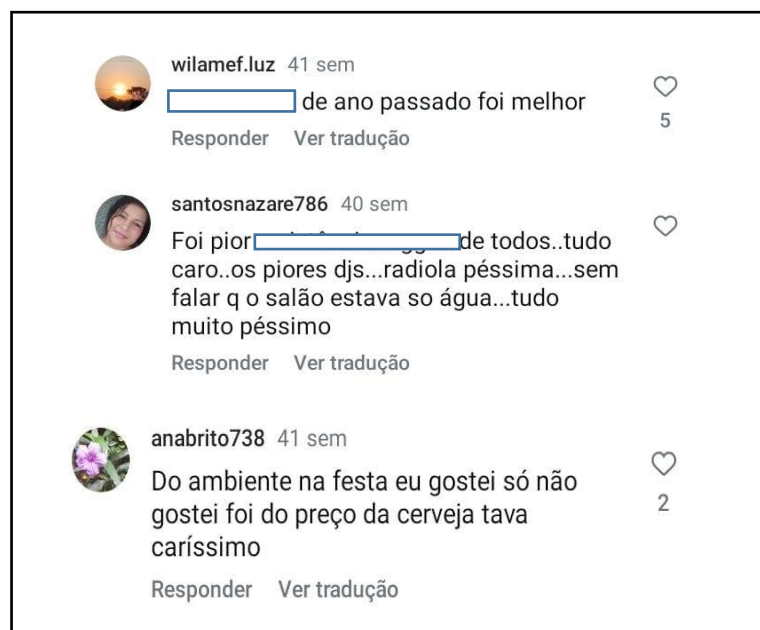 wilamef.luz 41 sem
de ano passado foi melhor
5
Responder Ver tradução
santosnazare786 40 sem
Foi pior de todos..tudo
caro..os piores djs...radiola péssima...sem
falar q o salão estava so água...tudo
muito péssimo
Responder Ver tradução
anabrito738 41 sem
Do ambiente na festa eu gostei só não
gostei foi do preço da cerveja tava
caríssimo
2
Responder Ver tradução